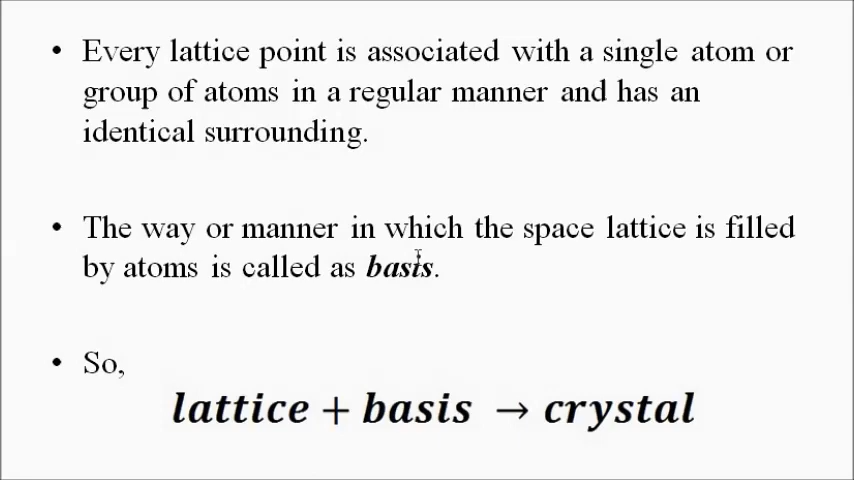 • Every lattice point is associated with a single atom or
group of atoms in a regular manner and has an
identical surrounding.
• The way or manner in which the space lattice is filled
by atoms is called as basis.
• So,
lattice + basis → crystal